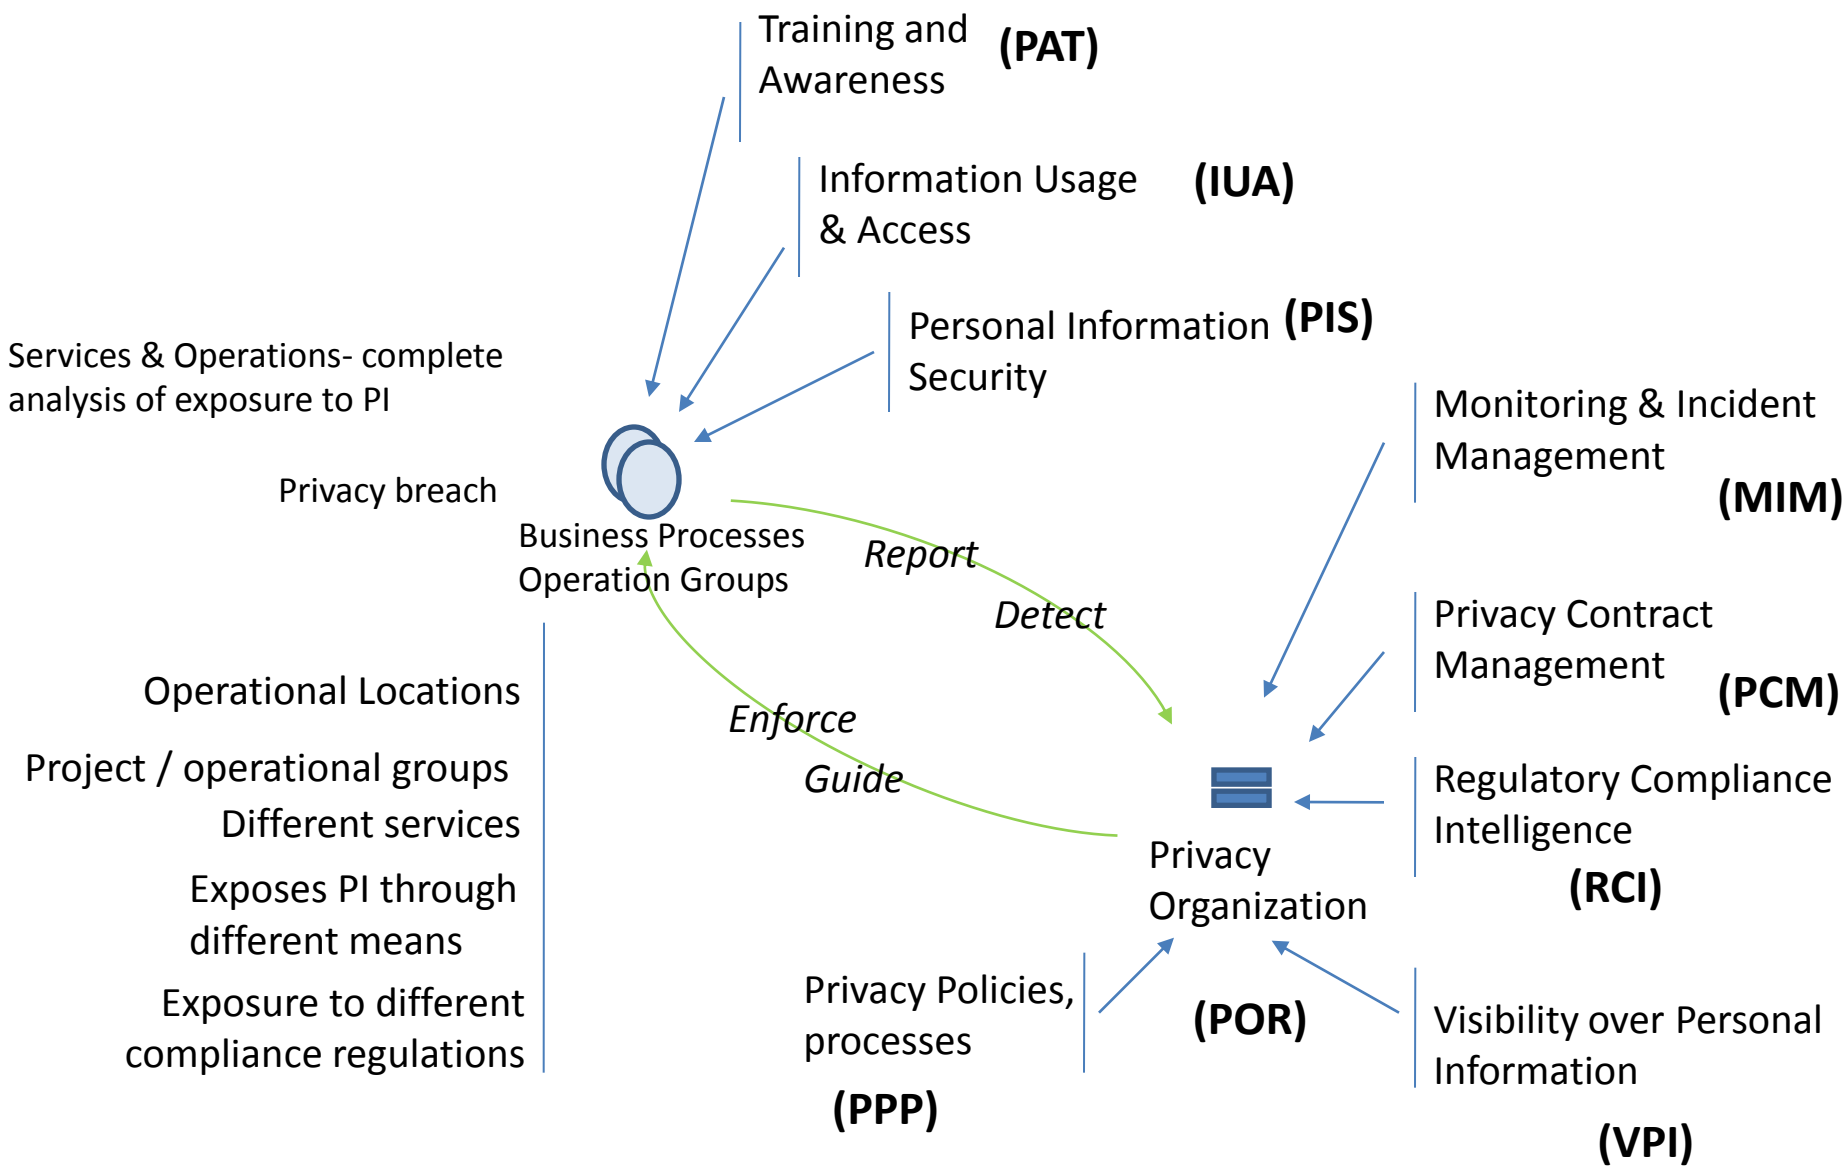 Training and
Awareness
(PAT)
Information Usage
& Access
(IUA)
Personal Information
Security
(PIS)
Services & Operations- complete
analysis of exposure to PI
Privacy breach
Business Processes
Operation Groups
Report
Detect
Enforce
Guide
Monitoring & Incident
Management
(MIM)
Privacy Contract
Management
(PCM)
Regulatory Compliance
Intelligence
(RCI)
Operational Locations
Project / operational groups
Different services
Exposes PI through
different means
Exposure to different
compliance regulations
Privacy
Organization
(POR)
Privacy Policies,
processes
(PPP)
Visibility over Personal
Information
(VPI)